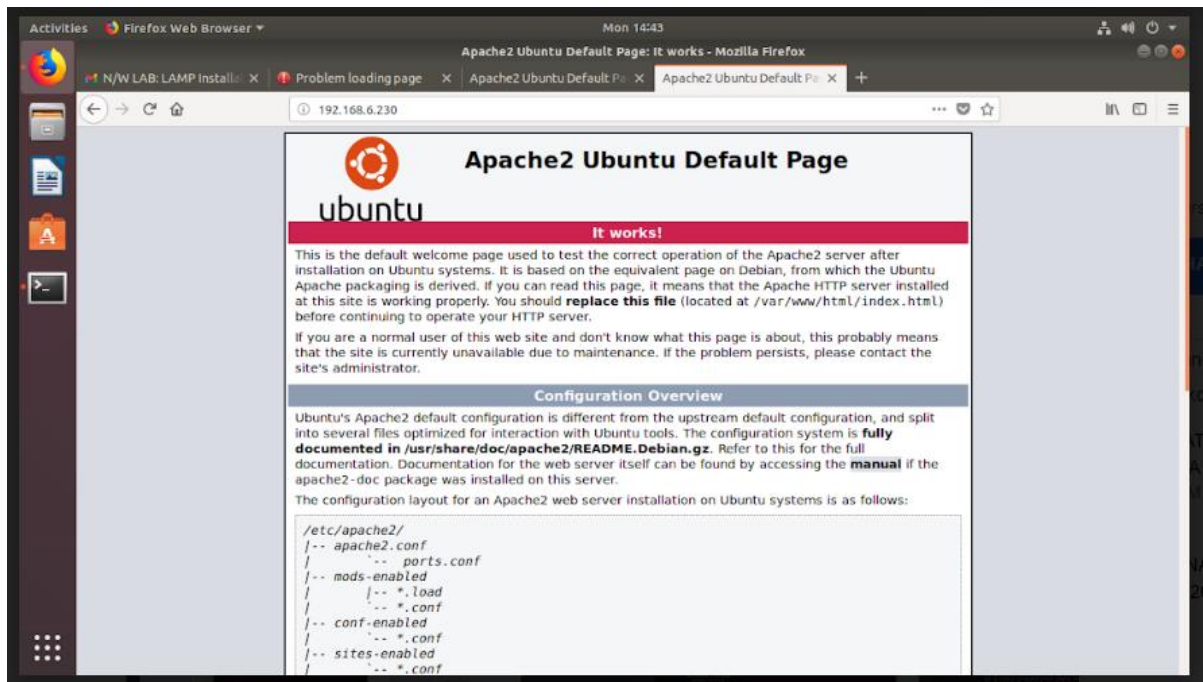 Activities Firefox Web Browser Mon 14:43
Apache2 Ubuntu Default Page: It works - Mozilla Firefox
N/W LAB: LAMP Installa Problem loading page Apache2 Ubuntu Default Pa Apache2 Ubuntu Default Pa
192.168.6.230
Apache2 Ubuntu Default Page
ubuntu
It works!
This is the default welcome page used to test the correct operation of the Apache2 server after
installation on Ubuntu systems. It is based on the equivalent page on Debian, from which the Ubuntu
Apache packaging is derived. If you can read this page, it means that the Apache HTTP server installed
at this site is working properly. You should replace this file (located at /var/www/html/index.html)
before continuing to operate your HTTP server.
If you are a normal user of this web site and don't know what this page is about, this probably means
that the site is currently unavailable due to maintenance. If the problem persists, please contact the
site's administrator.
Configuration Overview
Ubuntu's Apache2 default configuration is different from the upstream default configuration, and split
into several files optimized for interaction with Ubuntu tools. The configuration system is fully
documented in /usr/share/doc/apache2/README.Debian.gz. Refer to this for the full
documentation. Documentation for the web server itself can be found by accessing the manual if the
apache2-doc package was installed on this server.
The configuration layout for an Apache2 web server installation on Ubuntu systems is as follows:
/etc/apache2/
|-- apache2.conf
|       `--  ports.conf
|-- mods-enabled
|       |-- *.load
|       `-- *.conf
|-- conf-enabled
|       `-- *.conf
|-- sites-enabled
|       `-- *.conf